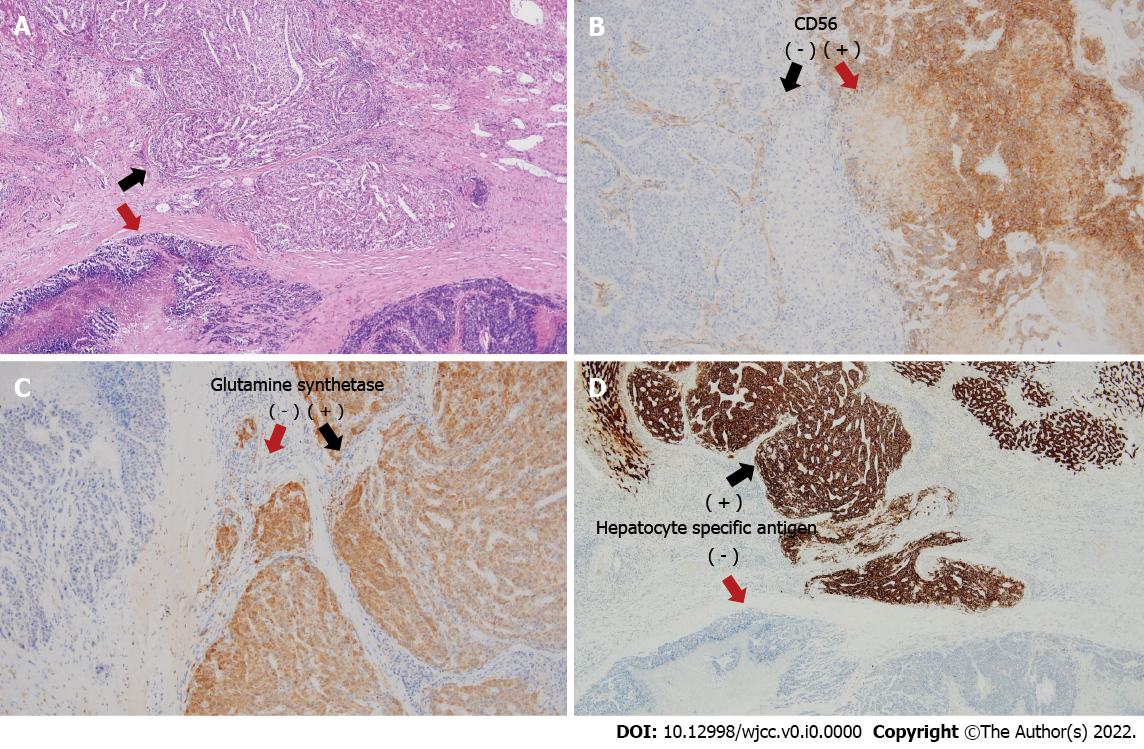 A
B
CD56
( - ) ( + )
C
Glutamine synthetase
( - ) ( + )
D
( + )
Hepatocyte specific antigen
( - )
DOI: 10.12998/wjcc.v0.i0.0000 Copyright ©The Author(s) 2022.